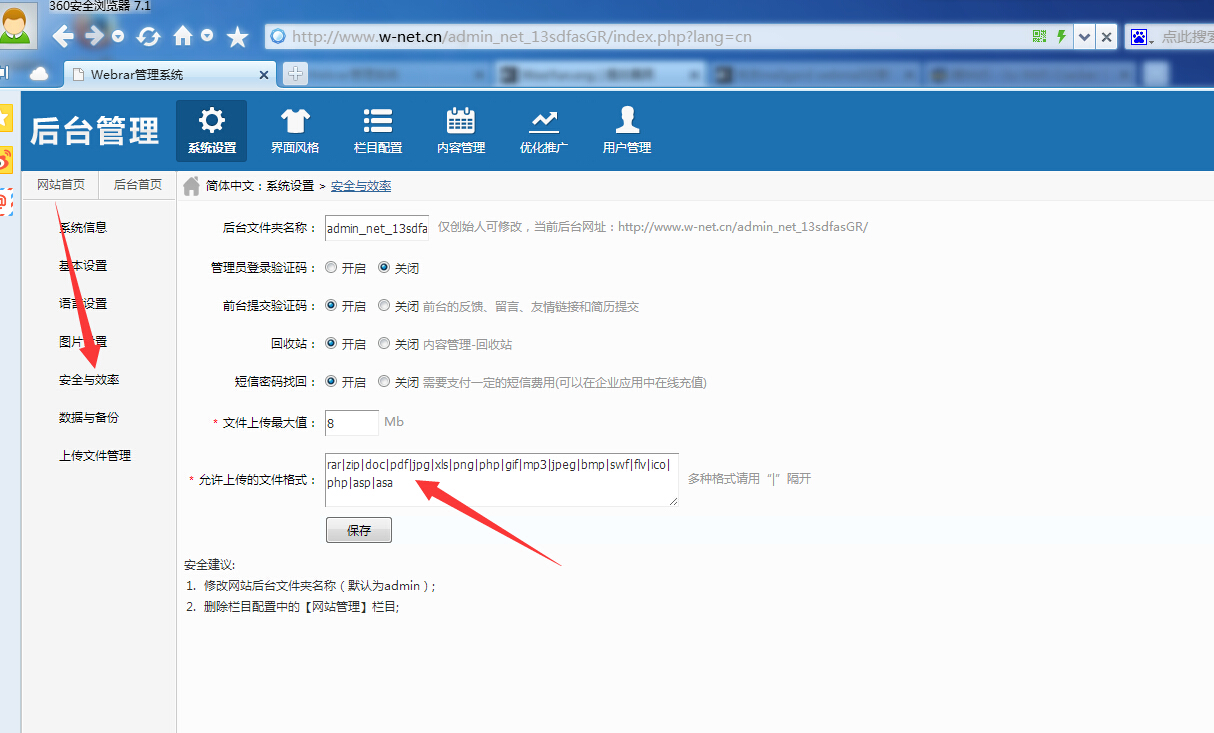 360安全浏览器 7.1
http://www.w-net.cn/admin_net_13sdfasGR/index.php?lang=cn
点此搜索
Webrar管理系统
后台管理
系统设置
界面风格
栏目配置
内容管理
优化推广
用户管理
网站首页
后台首页
简体中文：系统设置 > 安全与效率
系统信息
基本设置
语言设置
图片 置
安全与效率
数据与备份
上传文件管理
后台文件夹名称： admin_net_13sdfa 仅创始人可修改，当前后台网址：http://www.w-net.cn/admin_net_13sdfasGR/
管理员登录验证码： 开启 关闭
前台提交验证码： 开启 关闭 前台的反馈、留言、友情链接和简历提交
回收站： 开启 关闭 内容管理-回收站
短信密码找回： 开启 关闭 需要支付一定的短信费用(可以在企业应用中在线充值)
* 文件上传最大值： 8 Mb
* 允许上传的文件格式： rar|zip|doc|pdf|jpg|xls|png|php|gif|mp3|jpeg|bmp|swf|flv|ico|
php|asp|asa
多种格式请用 "|" 隔开
保存
安全建议:
1. 修改网站后台文件夹名称（默认为admin）;
2. 删除栏目配置中的【网站管理】栏目;